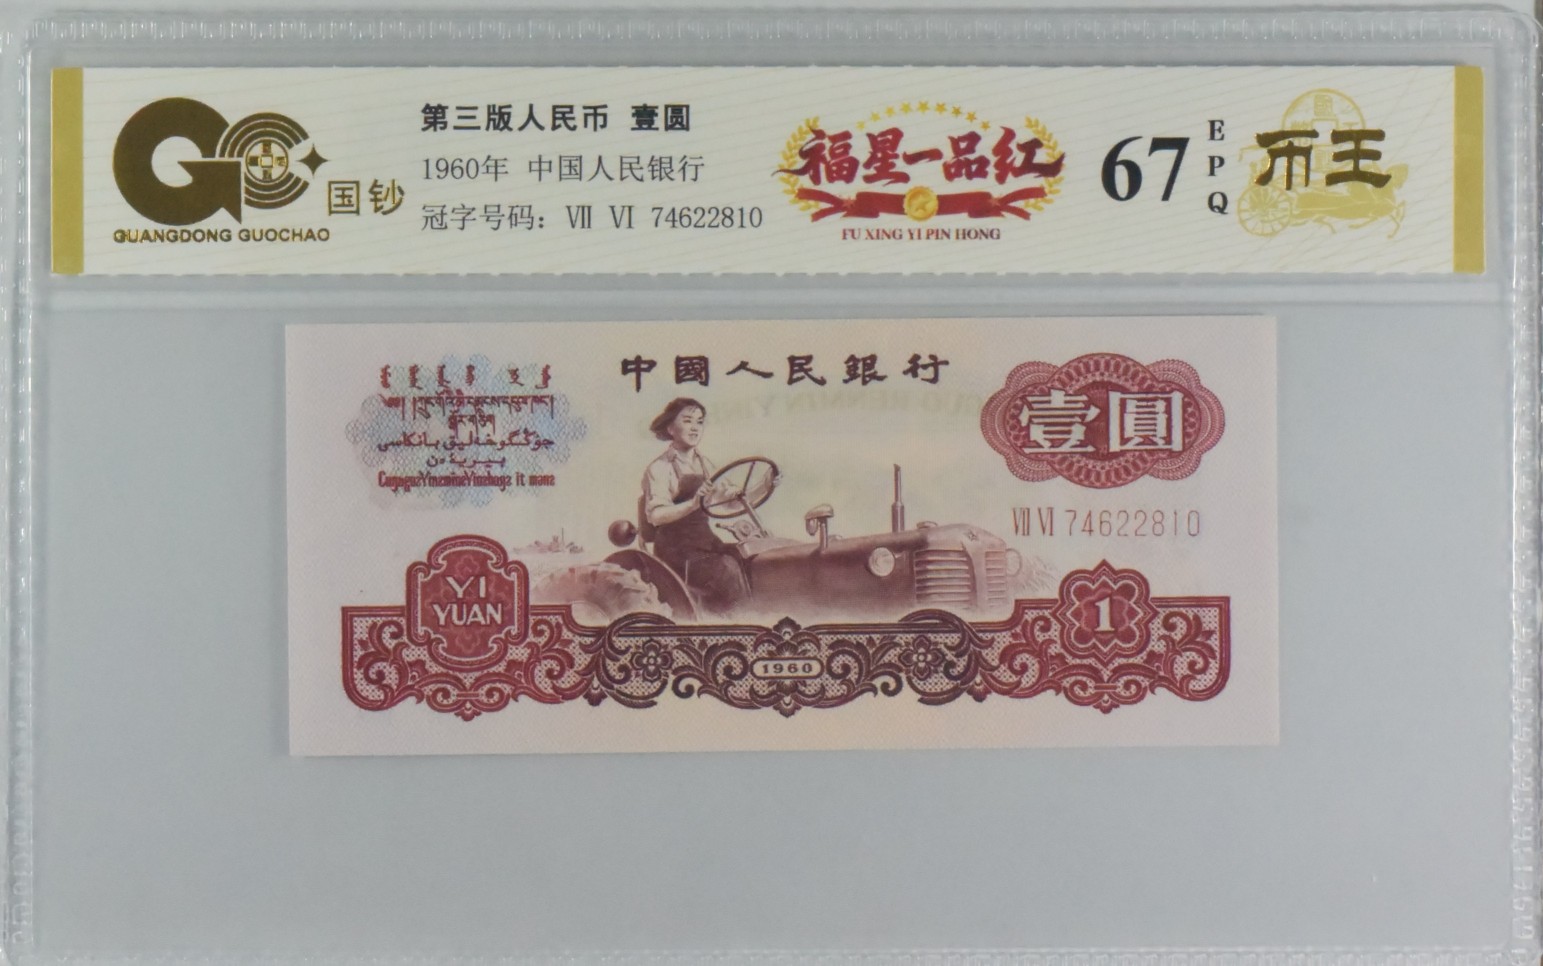 第三版人民币 壹圆
1960年 中国人民银行
冠字号码: Ⅶ Ⅵ 74622810
国钞
GUANGDONG GUOCHAO
福星一品红
FU XING YI PIN HONG
67
EPQ
币王
中國人民銀行
壹圓
ⅦⅥ 74622810
YI
YUAN
1960
1